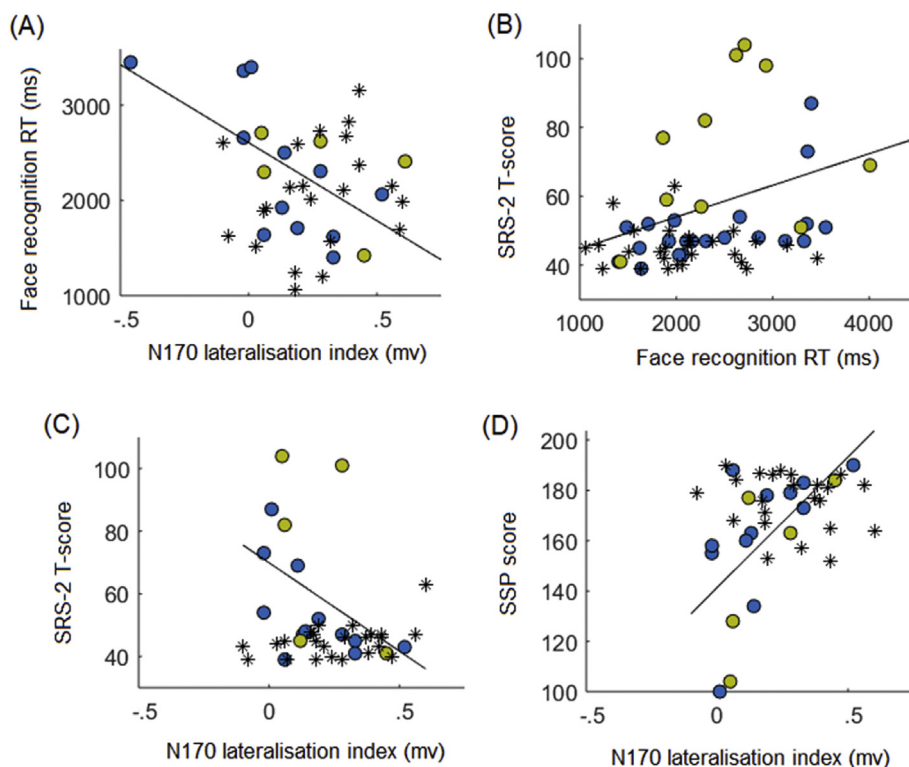 (A)
Face recognition RT (ms)
3000
2000
1000
-.5 0 .5
N170 lateralisation index (mv)
(B)
SRS-2 T-score
100
80
60
40
1000 2000 3000 4000
Face recognition RT (ms)
(C)
SRS-2 T-score
100
80
60
40
-.5 0 .5
N170 lateralisation index (mv)
(D)
SSP score
200
180
160
140
120
100
-.5 0 .5
N170 lateralisation index (mv)